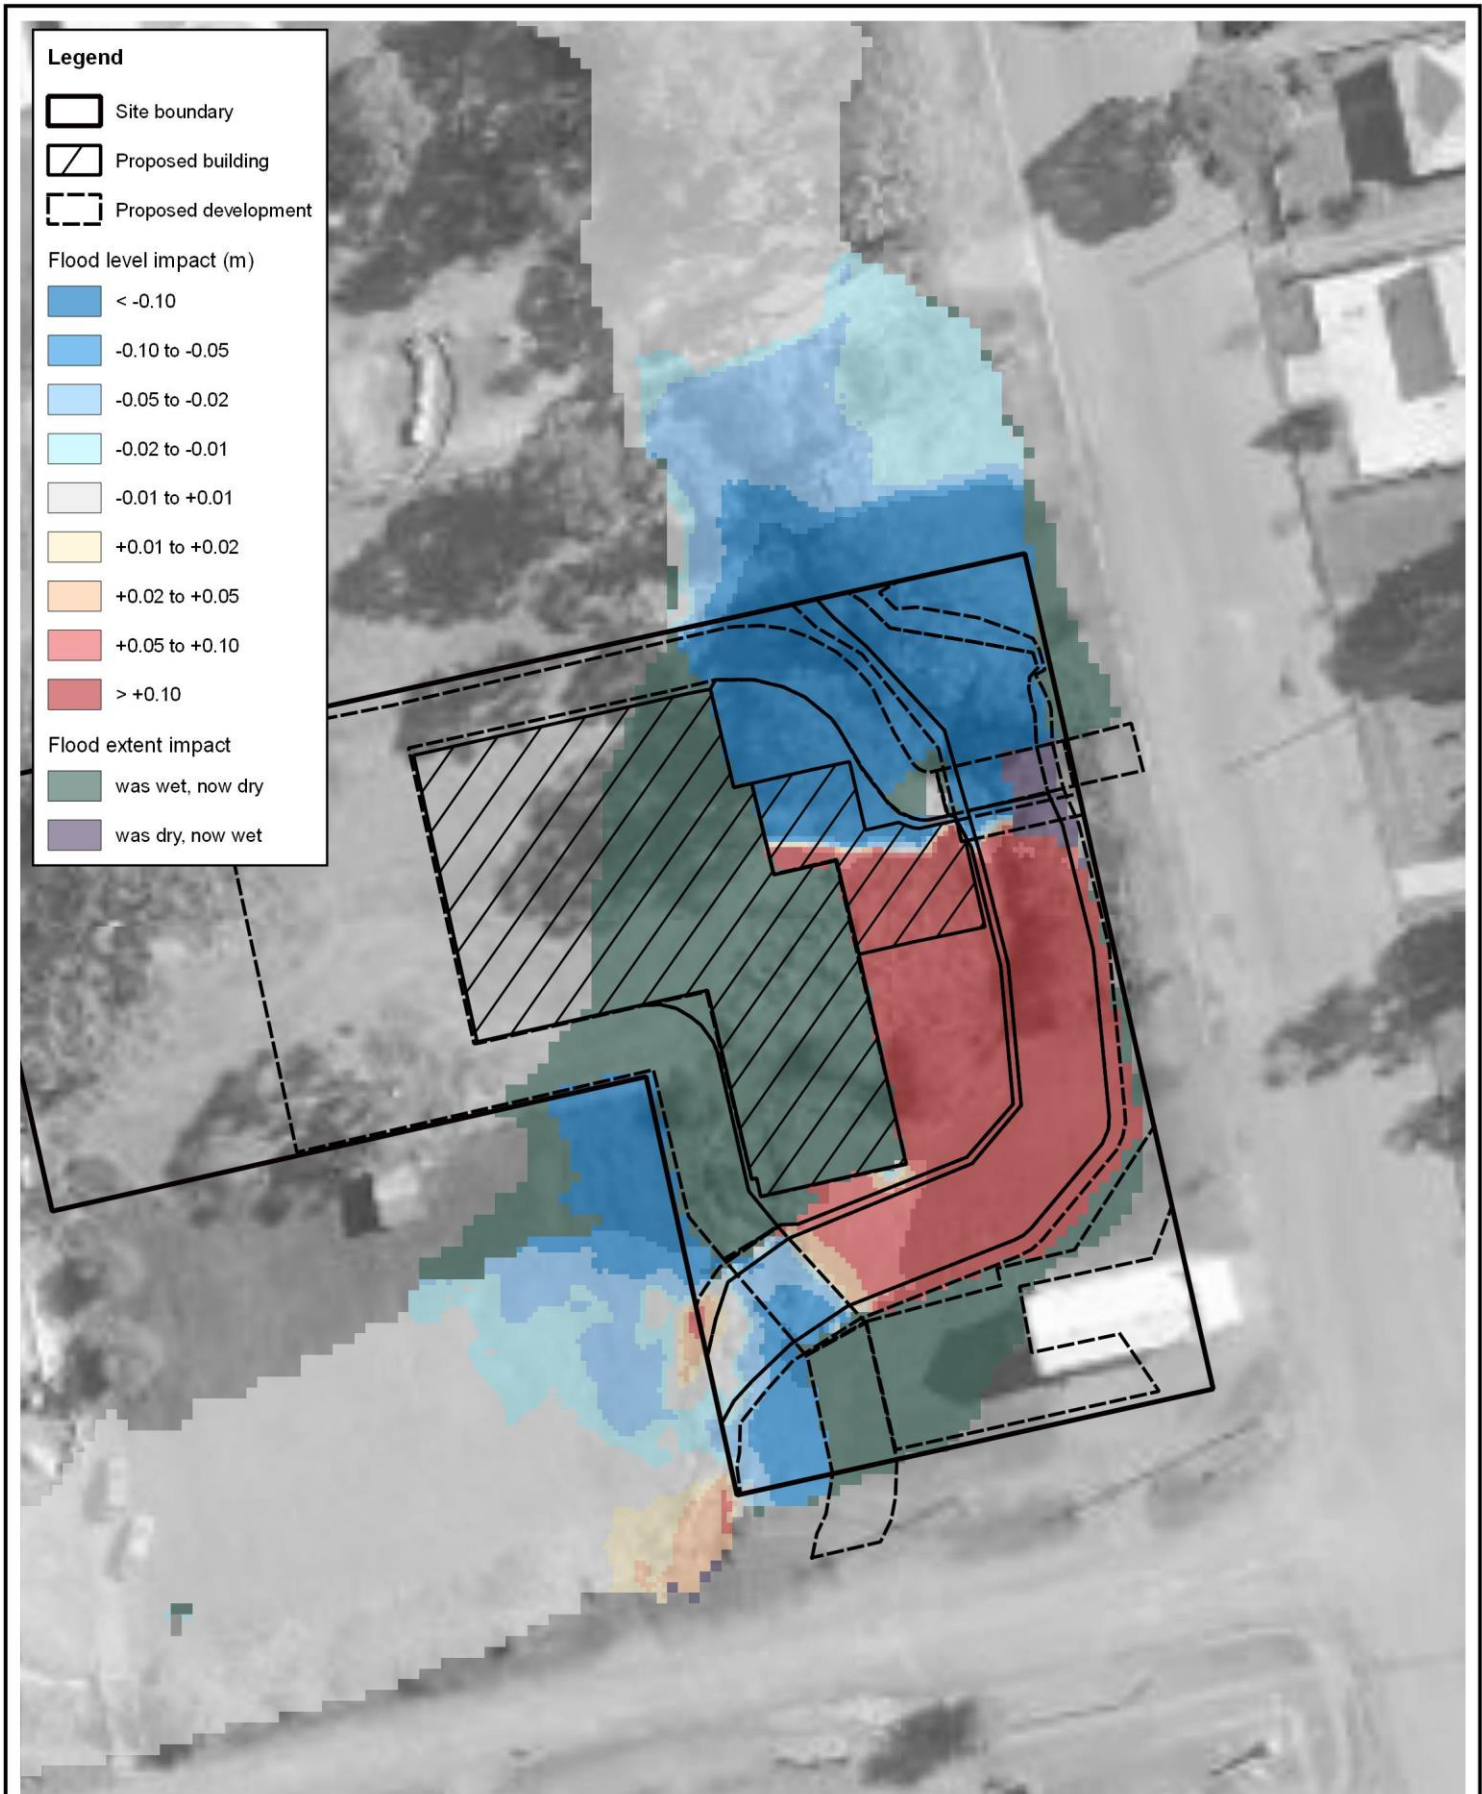 Legend
Site boundary
Proposed building
Proposed development
Flood level impact (m)
< -0.10
-0.10 to -0.05
-0.05 to -0.02
-0.02 to -0.01
-0.01 to +0.01
+0.01 to +0.02
+0.02 to +0.05
+0.05 to +0.10
> +0.10
Flood extent impact
was wet, now dry
was dry, now wet